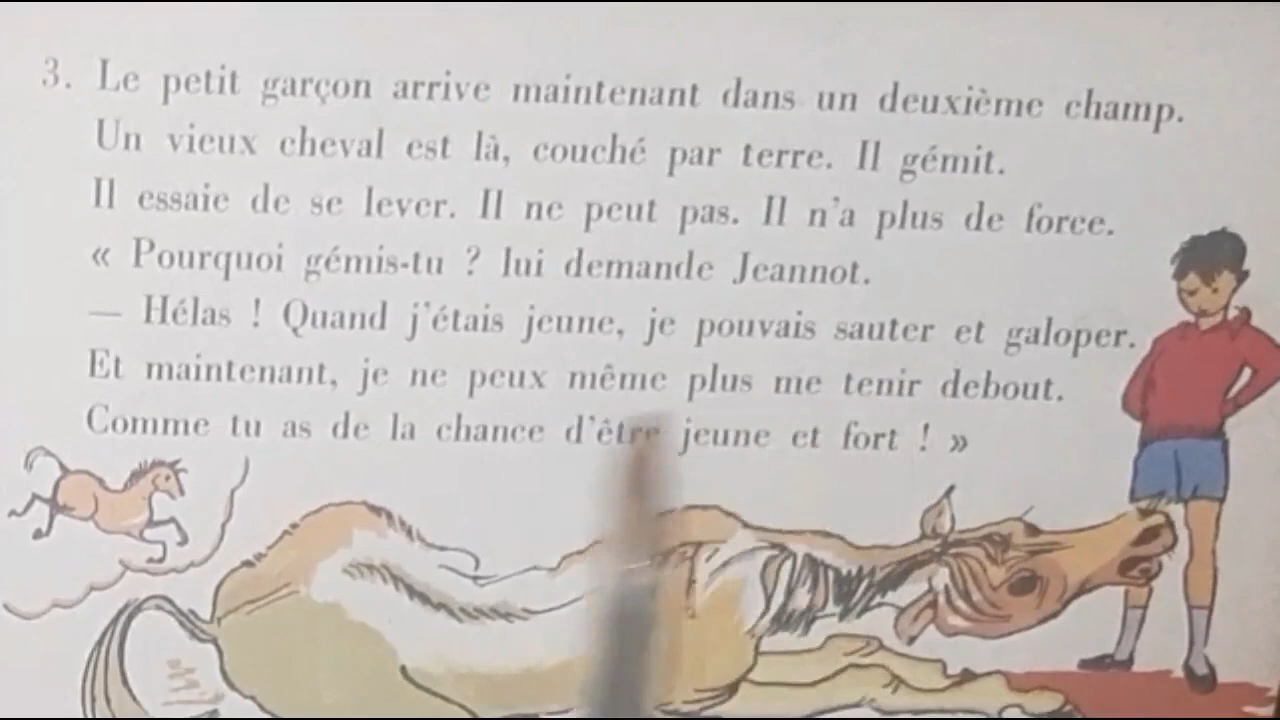 3. Le petit garçon arrive maintenant dans un deuxième champ.
Un vieux cheval est là, couché par terre. Il gémit.
Il essaie de se lever. Il ne peut pas. Il n'a plus de force.
« Pourquoi gémis-tu ? lui demande Jeannot.
— Hélas ! Quand j'étais jeune, je pouvais sauter et galoper.
Et maintenant, je ne peux même plus me tenir debout.
Comme tu as de la chance d'être jeune et fort ! »